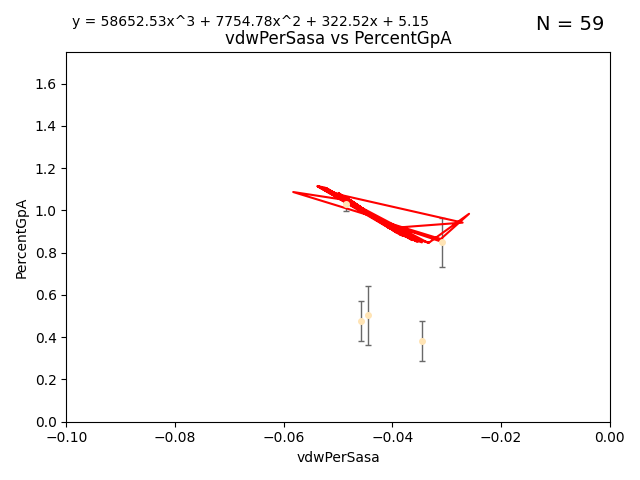 y = 58652.53x^3 + 7754.78x^2 + 322.52x + 5.15
N = 59
vdwPerSasa vs PercentGpA
PercentGpA
1.6
1.4
1.2
1.0
0.8
0.6
0.4
0.2
0.0
−0.10 −0.08 −0.06 −0.04 −0.02 0.00
vdwPerSasa